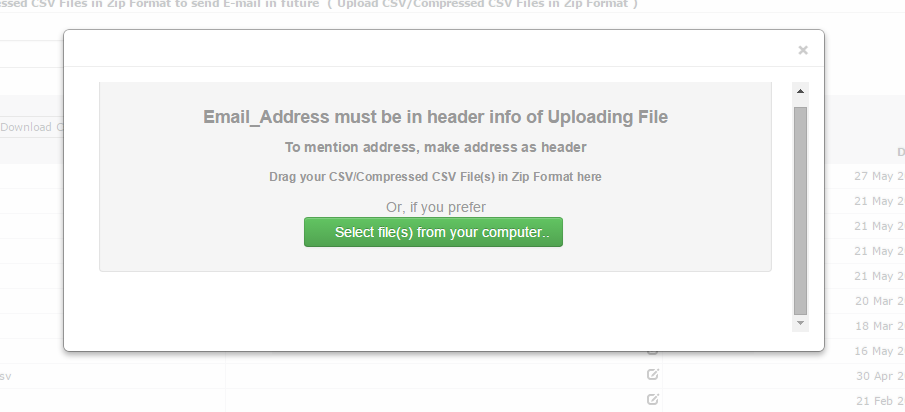 ssed CSV Files in Zip Format to send E-mail in future ( Upload CSV/Compressed CSV Files in Zip Format )
×
Email_Address must be in header info of Uploading File
To mention address, make address as header
Drag your CSV/Compressed CSV File(s) in Zip Format here
Or, if you prefer
Select file(s) from your computer..
Download C
D
27 May 2
21 May 2
21 May 2
21 May 2
21 May 2
20 Mar 2
18 Mar 2
16 May 2
sv
30 Apr 2
21 Feb 2